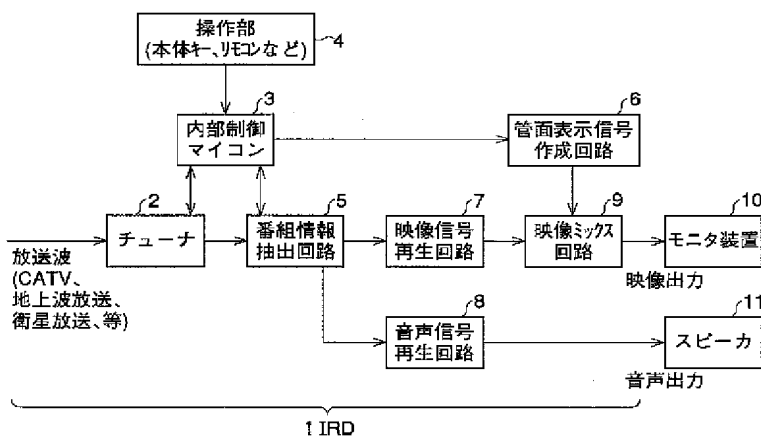 操作部
(本体キー、リモコンなど)
4
3
内部制御
マイコン
6
管面表示信号
作成回路
2
チューナ
5
番組情報
抽出回路
7
映像信号
再生回路
9
映像ミックス
回路
10
モニタ装置
放送波
(CATV、
地上波放送、
衛星放送、等)
映像出力
8
音声信号
再生回路
11
スピーカ
音声出力
1 IRD